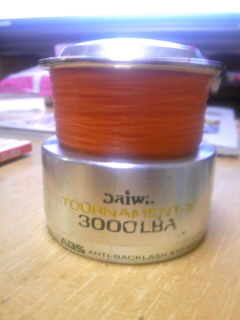 Daiwa
TOURNAMENT-X
3000LBA
ABS ANTI-BACKLASH SYSTEM